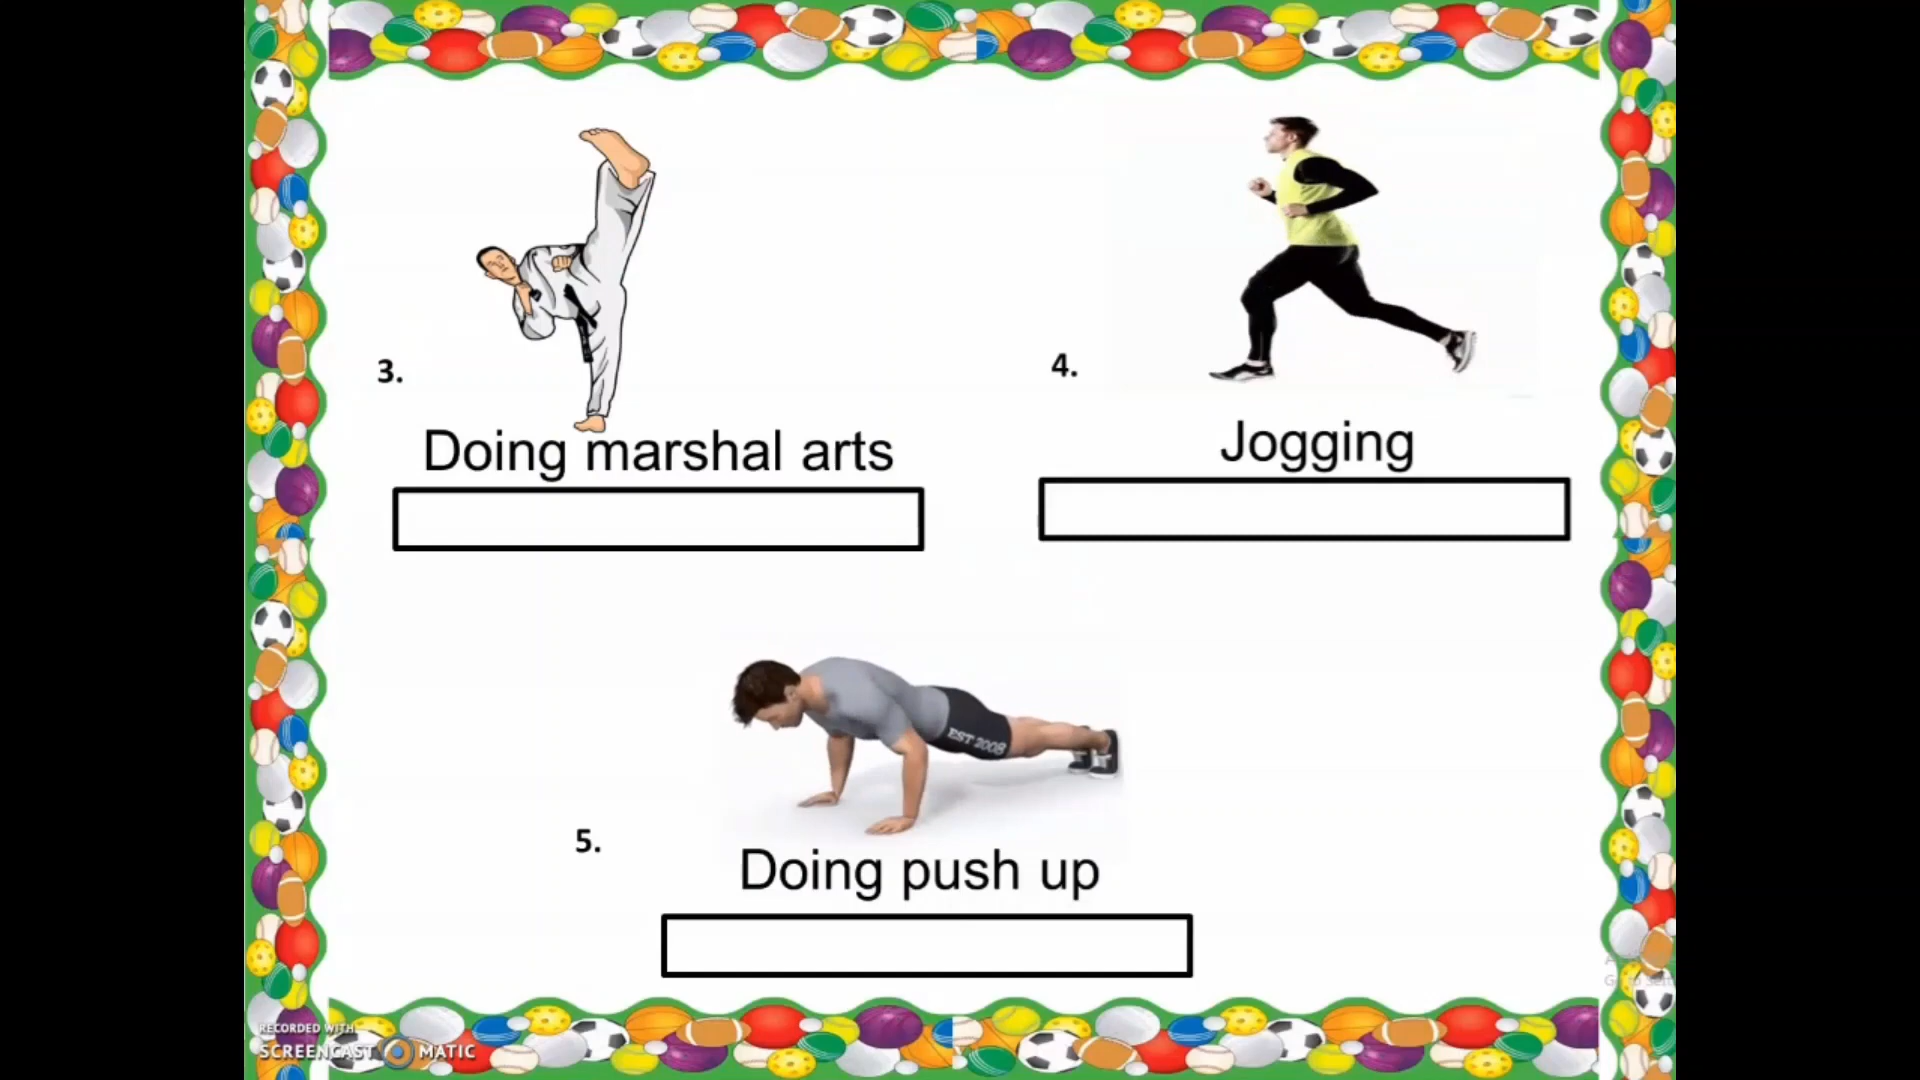 3.
Doing marshal arts
4.
Jogging
EST 2008
5.
Doing push up
RECORDED WITH
SCREENCAST MATIC